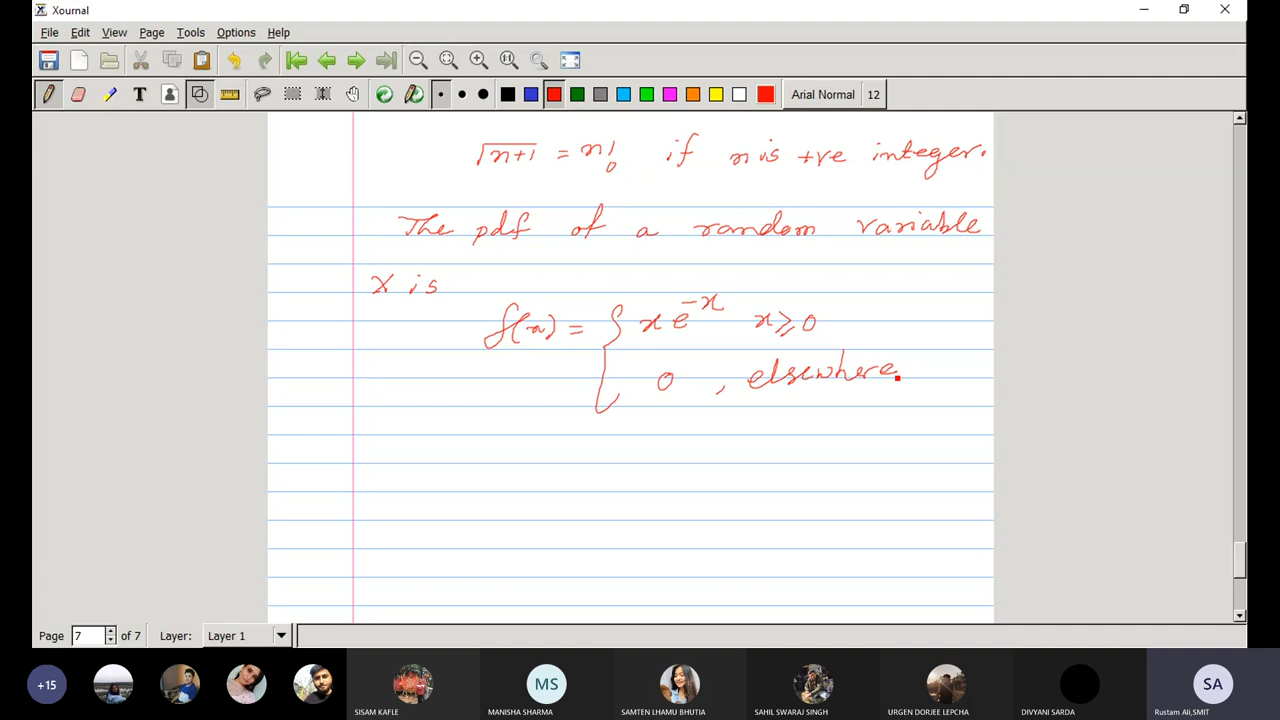 Xournal
File Edit View Page Tools Options Help
Arial Normal 12
√n+1 = n! if n is +ve integer.
The pdf of a random variable
X is
f(x) = { x e^-x x ≥ 0
0 , elsewhere
Page 7 of 7 Layer: Layer 1
+15 MS SA
SISAM KAFLE MANISHA SHARMA SAMTEN LHAMU BHUTIA SAHIL SWARAJ SINGH URGEN DORJEE LEPCHA DIVYANI SARDA Rustam Ali,SMIT